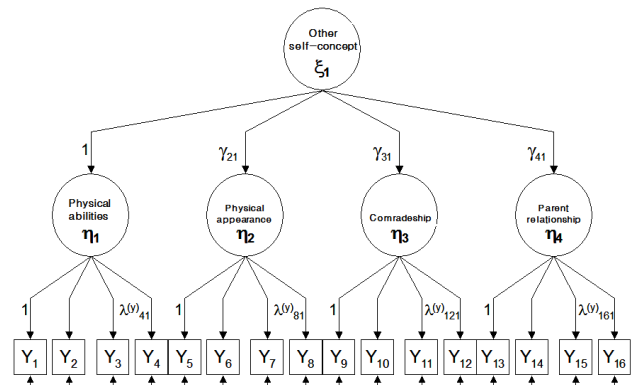 Other
self-concept
ξ1
1 γ21 γ31 γ41
Physical
abilities
η1
Physical
appearance
η2
Comradeship
η3
Parent
relationship
η4
1 λ(y)41 1 λ(y)81 1 λ(y)121 1 λ(y)161
Y1 Y2 Y3 Y4 Y5 Y6 Y7 Y8 Y9 Y10 Y11 Y12 Y13 Y14 Y15 Y16